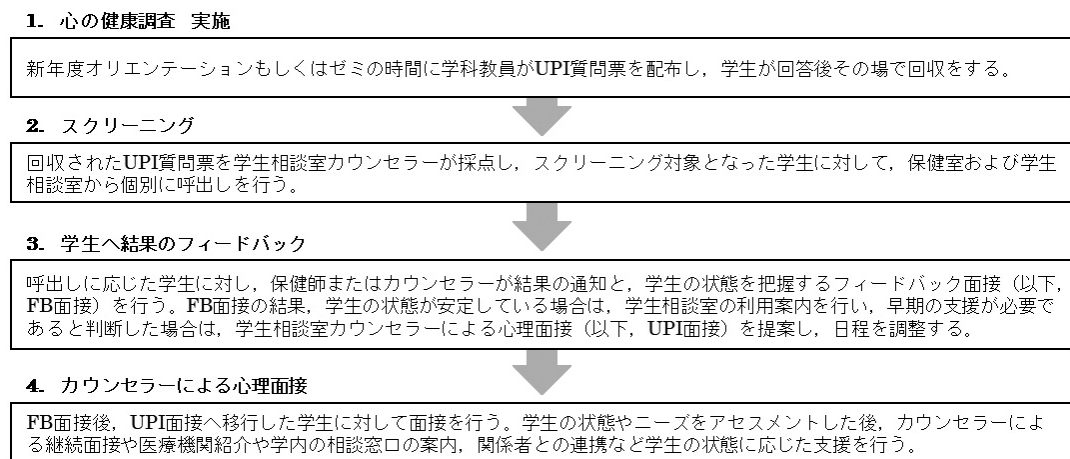 1. 心の健康調査 実施
新年度オリエンテーションもしくはゼミの時間に学科教員がUPI質問票を配布し，学生が回答後その場で回収をする。
2. スクリーニング
回収されたUPI質問票を学生相談室カウンセラーが採点し，スクリーニング対象となった学生に対して，保健室および学生
相談室から個別に呼出しを行う。
3. 学生へ結果のフィードバック
呼出しに応じた学生に対し，保健師またはカウンセラーが結果の通知と，学生の状態を把握するフィードバック面接（以下，
FB面接）を行う。FB面接の結果，学生の状態が安定している場合は，学生相談室の利用案内を行い，早期の支援が必要で
あると判断した場合は，学生相談室カウンセラーによる心理面接（以下，UPI面接）を提案し，日程を調整する。
4. カウンセラーによる心理面接
FB面接後，UPI面接へ移行した学生に対して面接を行う。学生の状態やニーズをアセスメントした後，カウンセラーによ
る継続面接や医療機関紹介や学内の相談窓口の案内，関係者との連携など学生の状態に応じた支援を行う。